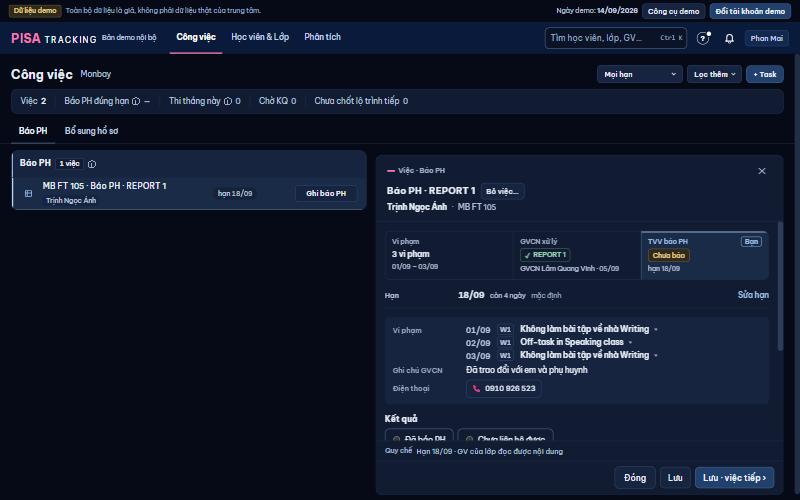 Dữ liệu demo Toàn bộ dữ liệu là giả, không phải dữ liệu thật của trung tâm. Ngày demo: 14/09/2026 Công cụ demo Đổi tài khoản demo
PISA TRACKING Bản demo nội bộ Công việc Học viên & Lớp Phân tích Tìm học viên, lớp, GV... Ctrl K ? Phan Mai
Công việc Monbay Mọi hạn Lọc thêm + Task
Việc 2 Báo PH đúng hạn — Thi tháng này 0 Chờ KQ 0 Chưa chốt lộ trình tiếp 0
Báo PH Bổ sung hồ sơ
Báo PH 1 việc
MB FT 105 · Báo PH · REPORT 1 hạn 18/09 Ghi báo PH
Trịnh Ngọc Ánh
Việc · Báo PH
Báo PH · REPORT 1 Bỏ việc...
Trịnh Ngọc Ánh · MB FT 105
Vi phạm GVCN xử lý TVV báo PH Bạn
3 vi phạm ✓ REPORT 1 Chưa báo
01/09 – 03/09 GVCN Lâm Quang Vinh · 05/09 hạn 18/09
Hạn 18/09 còn 4 ngày mặc định Sửa hạn
Vi phạm 01/09 W1 Không làm bài tập về nhà Writing
02/09 W1 Off-task in Speaking class
03/09 W1 Không làm bài tập về nhà Writing
Ghi chú GVCN Đã trao đổi với em và phụ huynh
Điện thoại 0910 926 523
Kết quả
Đã báo PH Chưa liên hệ được
Quy chế Hạn 18/09 · GV của lớp đọc được nội dung
Đóng Lưu Lưu · việc tiếp ›